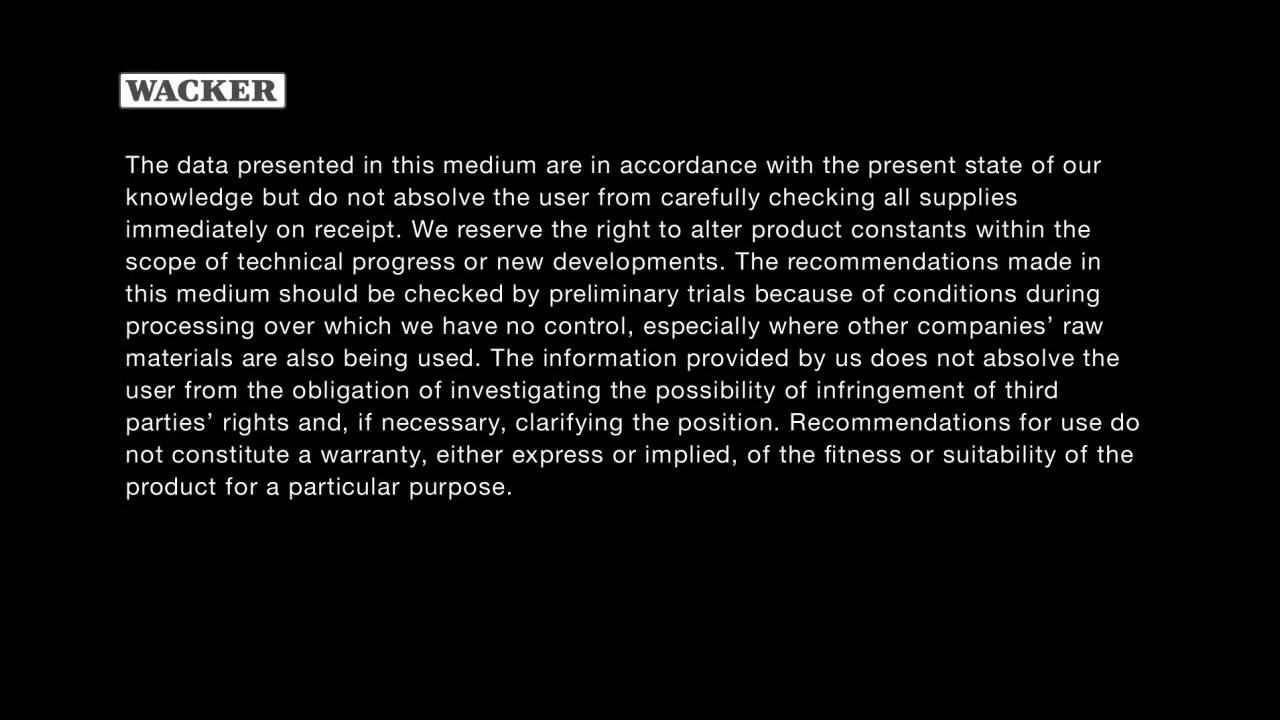 WACKER
The data presented in this medium are in accordance with the present state of our
knowledge but do not absolve the user from carefully checking all supplies
immediately on receipt. We reserve the right to alter product constants within the
scope of technical progress or new developments. The recommendations made in
this medium should be checked by preliminary trials because of conditions during
processing over which we have no control, especially where other companies’ raw
materials are also being used. The information provided by us does not absolve the
user from the obligation of investigating the possibility of infringement of third
parties’ rights and, if necessary, clarifying the position. Recommendations for use do
not constitute a warranty, either express or implied, of the fitness or suitability of the
product for a particular purpose.